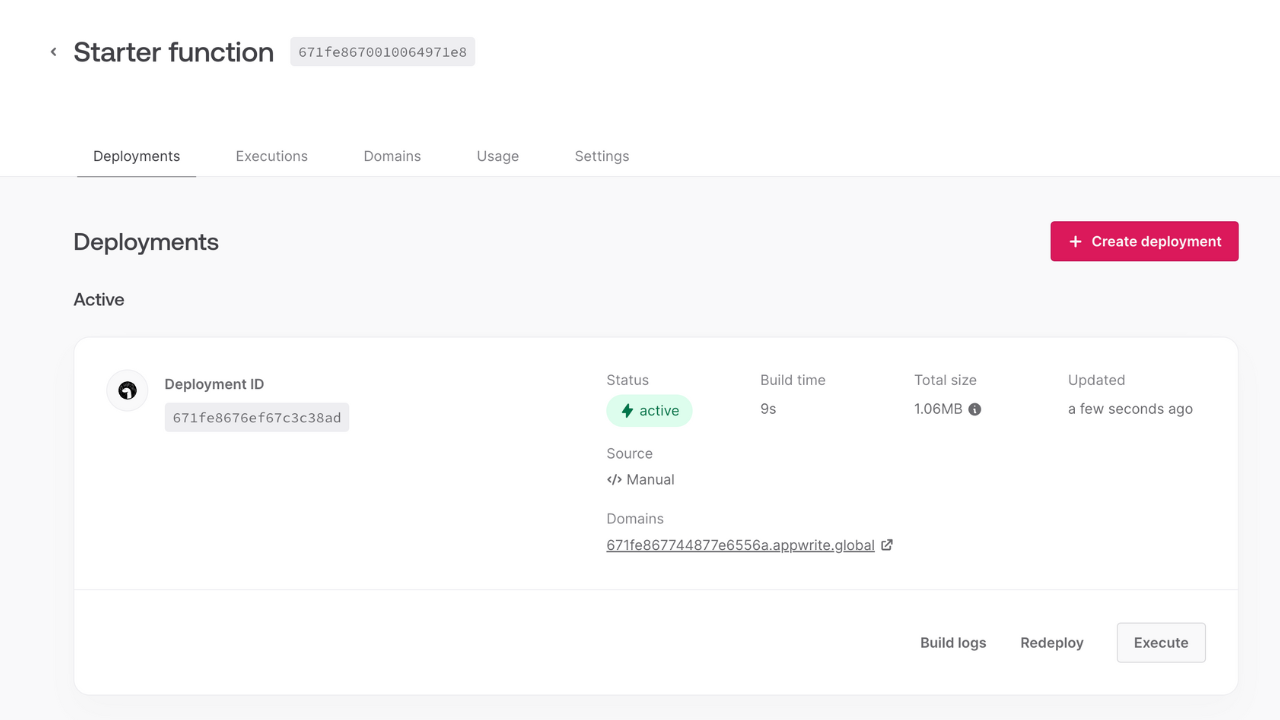 Starter function 671fe8670010064971e8
Deployments Executions Domains Usage Settings
Deployments
Create deployment
Active
Deployment ID
671fe8676ef67c3c38ad
Status
active
Build time
9s
Total size
1.06MB
Updated
a few seconds ago
Source
Manual
Domains
671fe867744877e6556a.appwrite.global
Build logs Redeploy Execute